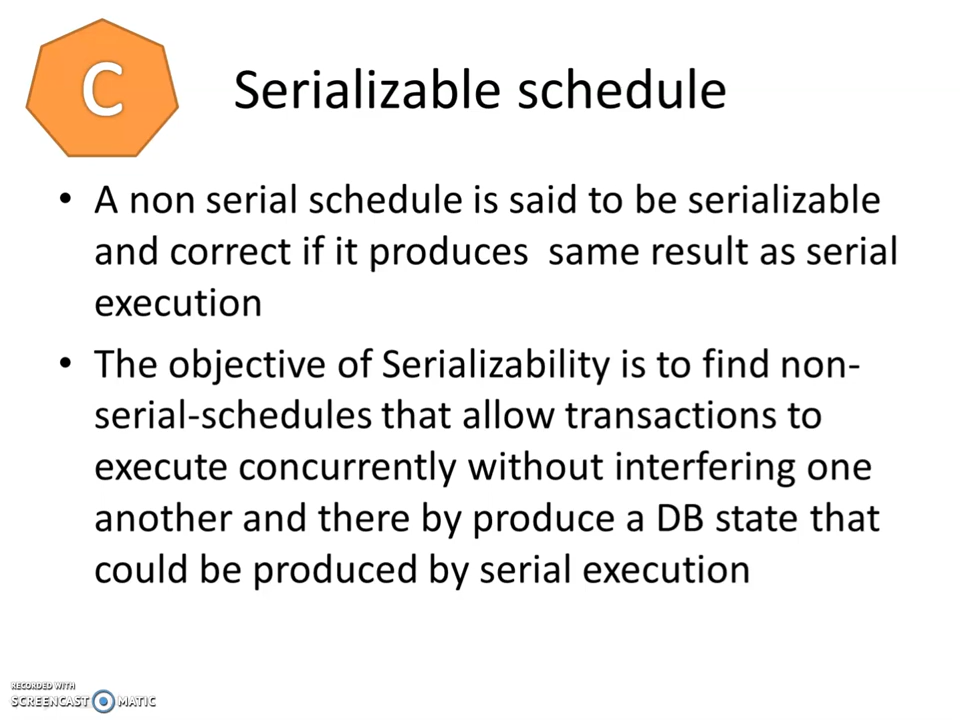 C
Serializable schedule
• A non serial schedule is said to be serializable
and correct if it produces  same result as serial
execution
• The objective of Serializability is to find non-
serial-schedules that allow transactions to
execute concurrently without interfering one
another and there by produce a DB state that
could be produced by serial execution
RECORDED WITH
SCREENCAST MATIC